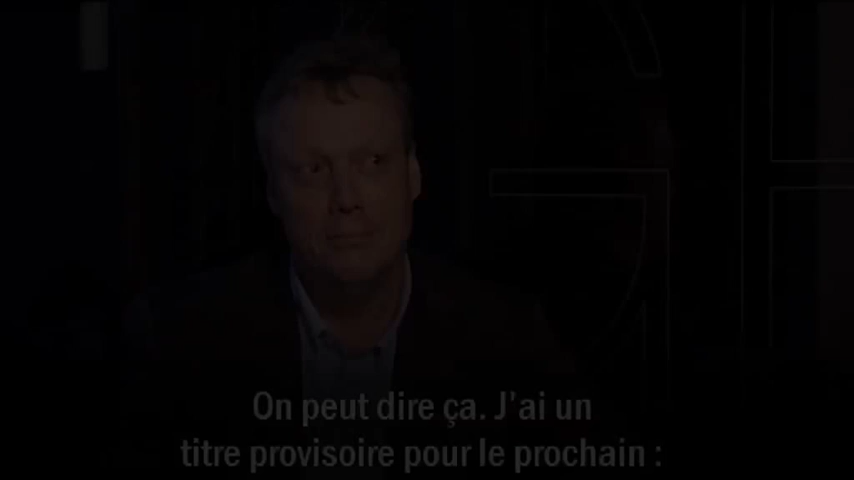 On peut dire ça. J'ai un
titre provisoire pour le prochain :